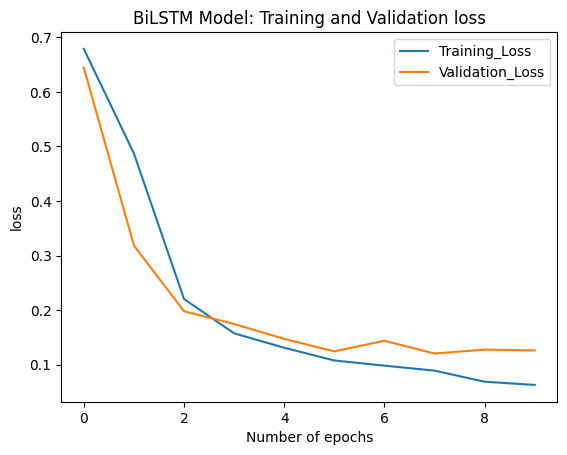 BiLSTM Model: Training and Validation loss
Training_Loss
Validation_Loss
loss
0.7
0.6
0.5
0.4
0.3
0.2
0.1
0 2 4 6 8
Number of epochs